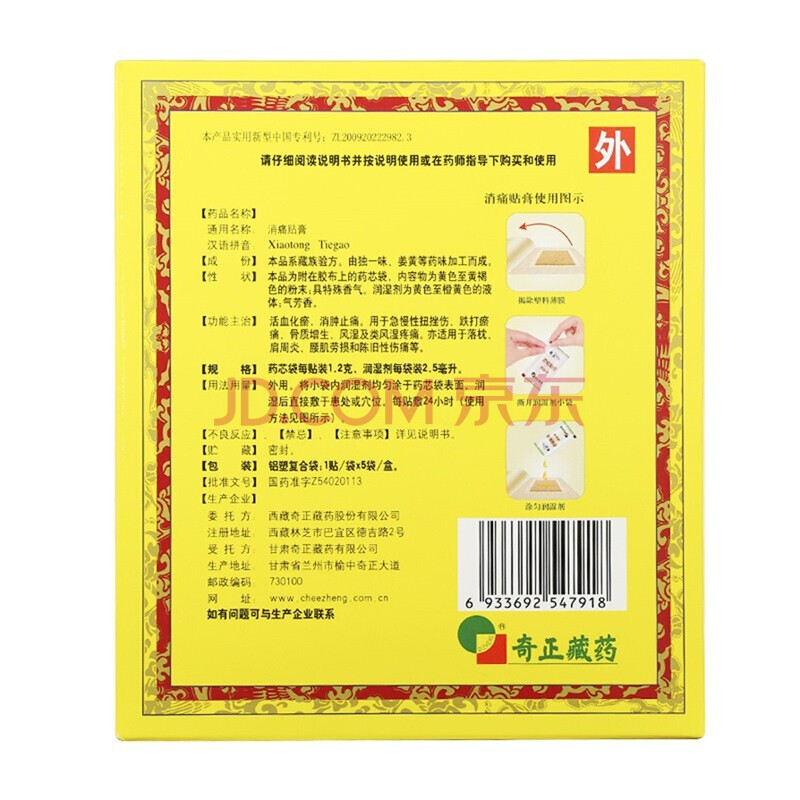 本产品实用新型中国专利号：ZL200920222982.3
请仔细阅读说明书并按说明使用或在药师指导下购买和使用
外
消痛贴膏使用图示
【药品名称】
通用名称： 消痛贴膏
汉语拼音： Xiaotong Tiegao
【成 份】 本品系藏族验方。由独一味、姜黄等药味加工而成。
【性 状】 本品为附在胶布上的药芯袋，内容物为黄色至黄褐
色的粉末；具特殊香气。润湿剂为黄色至橙黄色的液
体；气芳香。
【功能主治】 活血化瘀，消肿止痛。用于急慢性扭挫伤、跌打瘀
痛、骨质增生、风湿及类风湿疼痛。亦适用于落枕、
肩周炎、腰肌劳损和陈旧性伤痛等。
【规 格】 药芯袋每贴装1.2克，润湿剂每袋装2.5毫升。
【用法用量】 外用。将小袋内润湿剂均匀涂于药芯袋表面，润
湿后直接敷于患处或穴位。每贴敷24小时（使用
方法见图所示）
【不良反应】、【禁忌】、【注意事项】详见说明书。
【贮 藏】 密封。
【包 装】 铝塑复合袋；1贴/袋x5袋/盒。
【批准文号】 国药准字Z54020113
【生产企业】
委 托 方： 西藏奇正藏药股份有限公司
注册地址： 西藏林芝市巴宜区德吉路2号
受 托 方： 甘肃奇正藏药有限公司
生产地址： 甘肃省兰州市榆中奇正大道
邮政编码： 730100
网 址： www.cheezheng.com.cn
如有问题可与生产企业联系
揭除塑料薄膜
撕开润湿剂小袋
涂匀润湿剂
JD.COM 京东
6 933692 547918
®
奇正藏药